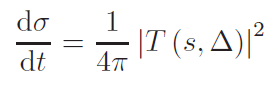 dσ/dt = 1/4π |T (s, Δ)|²